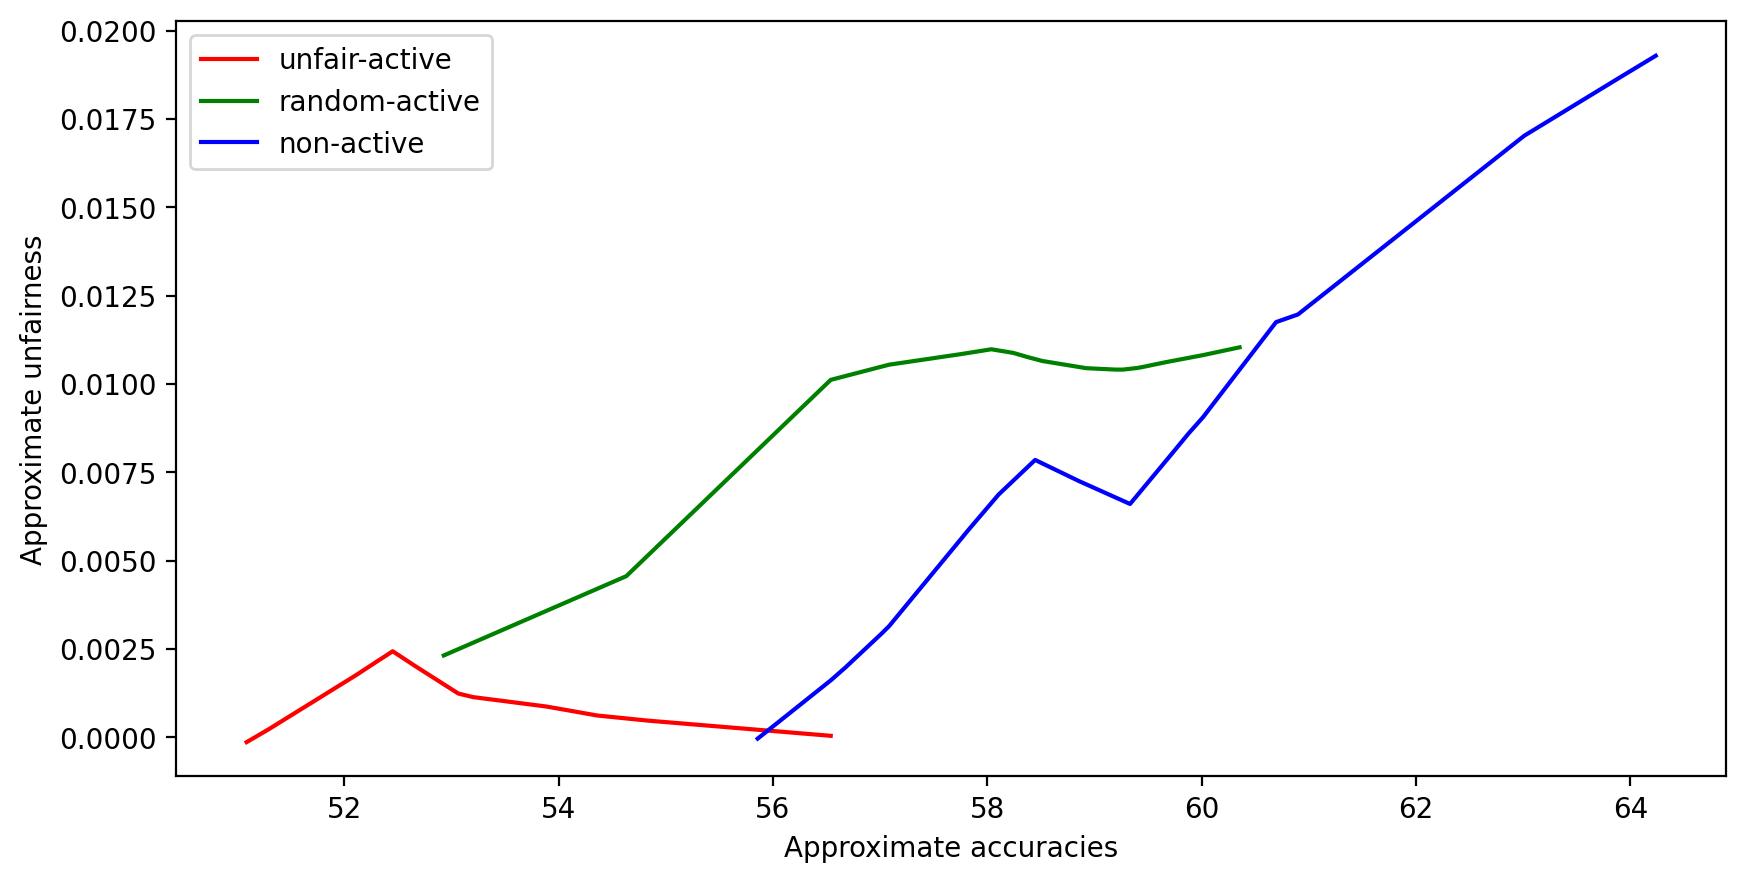 0.0200
0.0175
0.0150
0.0125
0.0100
0.0075
0.0050
0.0025
0.0000
Approximate unfairness
unfair-active
random-active
non-active
52 54 56 58 60 62 64
Approximate accuracies